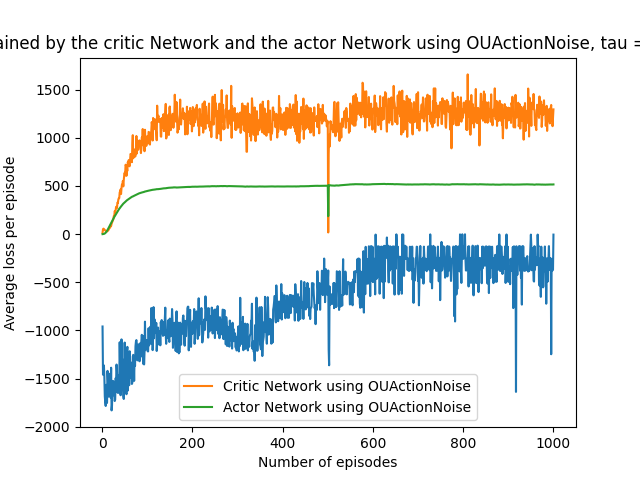 ained by the critic Network and the actor Network using OUActionNoise, tau =
1500
1000
500
0
−500
−1000
−1500
−2000
Average loss per episode
Critic Network using OUActionNoise
Actor Network using OUActionNoise
0 200 400 600 800 1000
Number of episodes